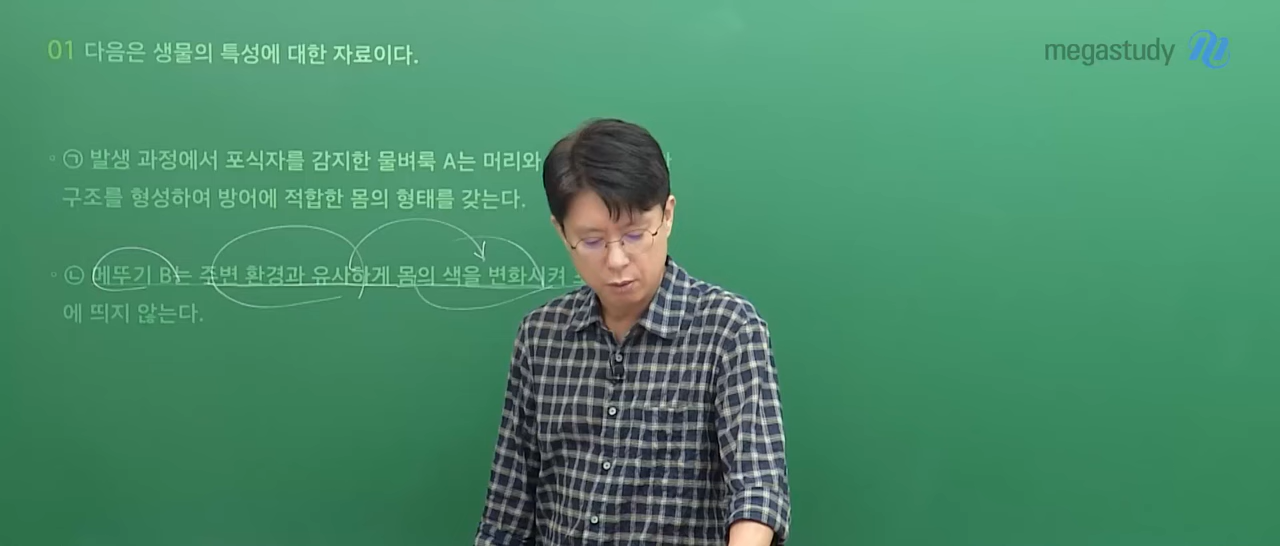 01 다음은 생물의 특성에 대한 자료이다.
megastudy
◦ ㉠ 발생 과정에서 포식자를 감지한 물벼룩 A는 머리와
구조를 형성하여 방어에 적합한 몸의 형태를 갖는다.
◦ ㉡ 메뚜기 B는 주변 환경과 유사하게 몸의 색을 변화시켜
에 띄지 않는다.